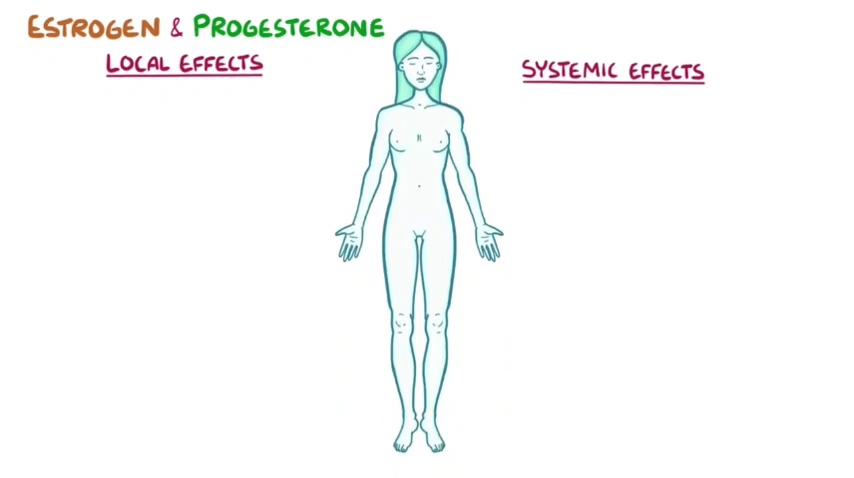 ESTROGEN & PROGESTERONE
LOCAL EFFECTS
SYSTEMIC EFFECTS